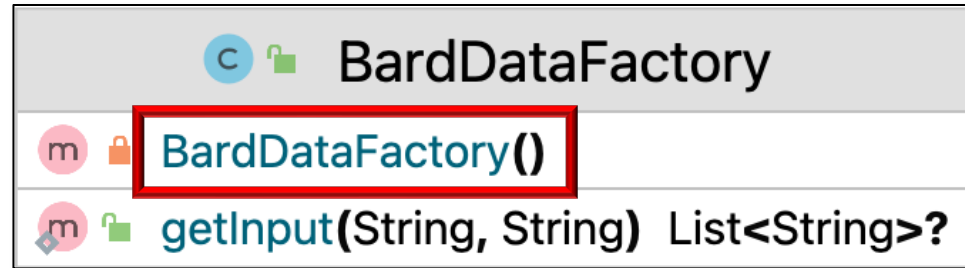 C BardDataFactory
m BardDataFactory()
m getInput(String, String) List<String>?